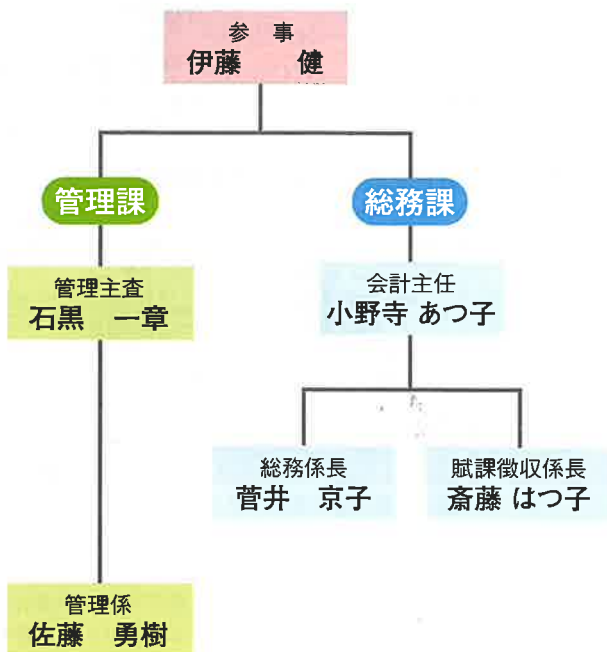 参　事
伊藤　　健
管理課
総務課
管理主査
石黒　一章
会計主任
小野寺 あつ子
総務係長
菅井　京子
賦課徴収係長
斎藤 はつ子
管理係
佐藤　勇樹